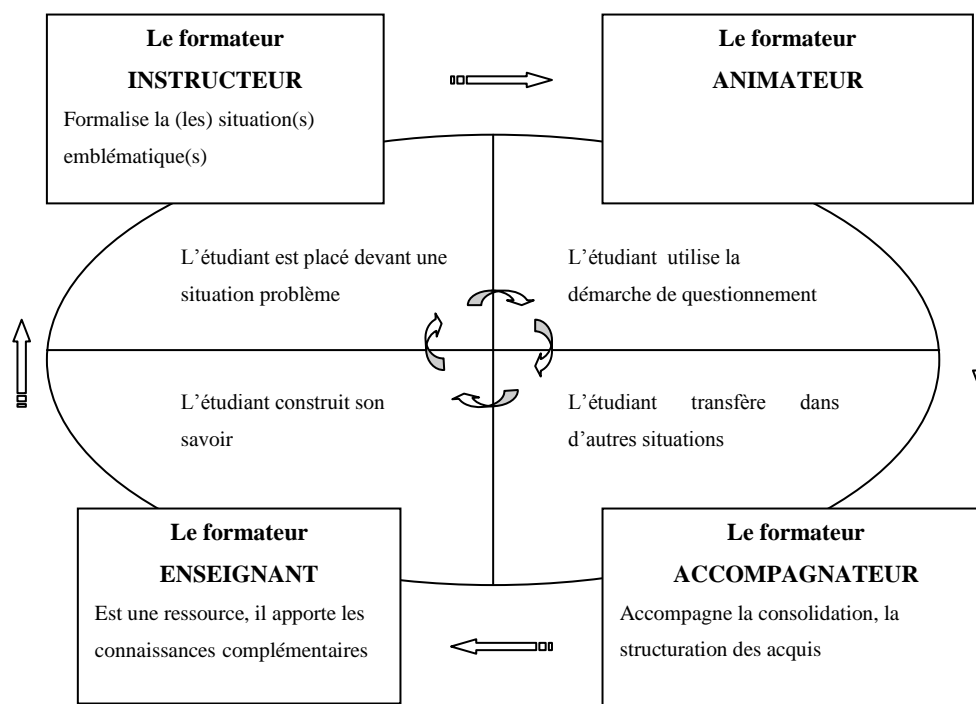 Le formateur
INSTRUCTEUR
Formalise la (les) situation(s)
emblématique(s)
Le formateur
ANIMATEUR
L'étudiant est placé devant une
situation problème
L'étudiant utilise la
démarche de questionnement
L'étudiant construit son
savoir
L'étudiant transfère dans
d'autres situations
Le formateur
ENSEIGNANT
Est une ressource, il apporte les
connaissances complémentaires
Le formateur
ACCOMPAGNATEUR
Accompagne la consolidation, la
structuration des acquis